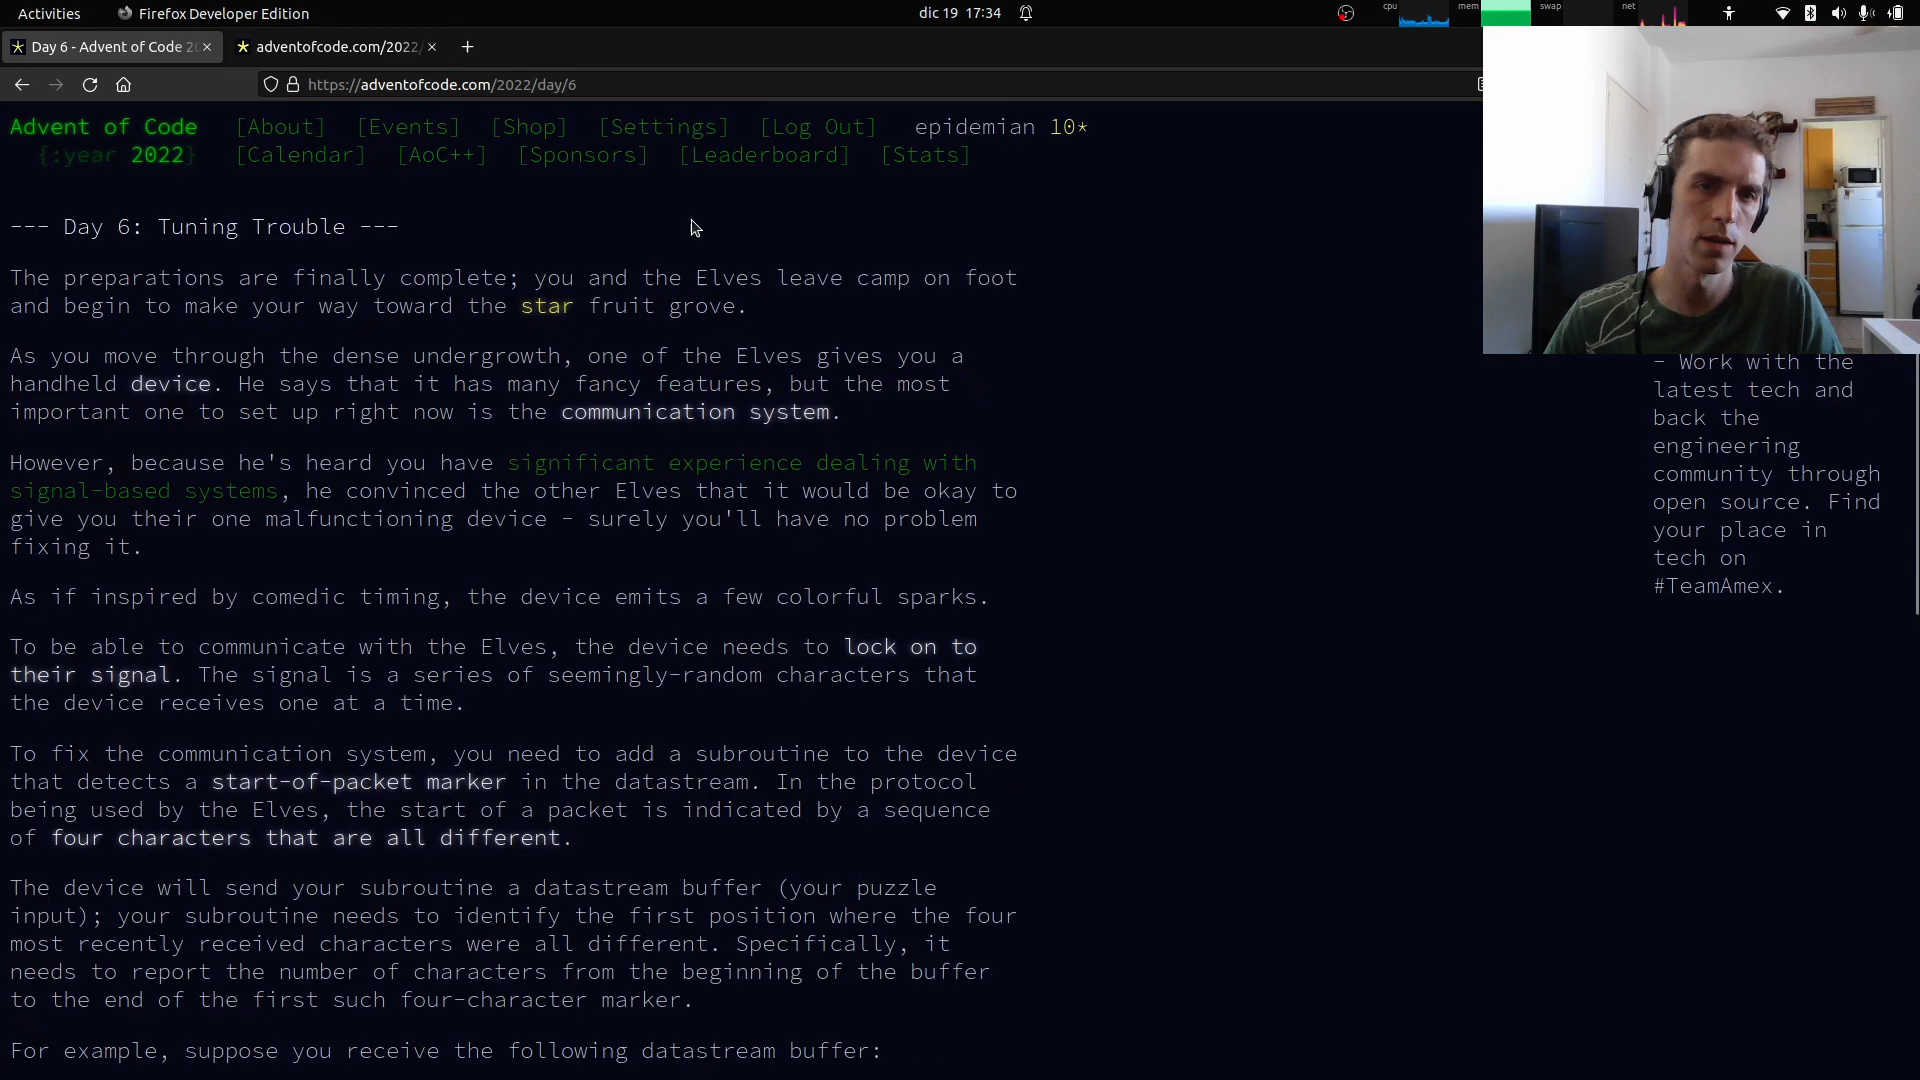 Activities Firefox Developer Edition dic 19 17:34 cpu mem swap net
Day 6 - Advent of Code 20 adventofcode.com/2022/
https://adventofcode.com/2022/day/6
Advent of Code [About] [Events] [Shop] [Settings] [Log Out] epidemian 10*
{:year 2022} [Calendar] [AoC++] [Sponsors] [Leaderboard] [Stats]
--- Day 6: Tuning Trouble ---
The preparations are finally complete; you and the Elves leave camp on foot
and begin to make your way toward the star fruit grove.
As you move through the dense undergrowth, one of the Elves gives you a
handheld device. He says that it has many fancy features, but the most
important one to set up right now is the communication system.
However, because he's heard you have significant experience dealing with
signal-based systems, he convinced the other Elves that it would be okay to
give you their one malfunctioning device - surely you'll have no problem
fixing it.
As if inspired by comedic timing, the device emits a few colorful sparks.
To be able to communicate with the Elves, the device needs to lock on to
their signal. The signal is a series of seemingly-random characters that
the device receives one at a time.
To fix the communication system, you need to add a subroutine to the device
that detects a start-of-packet marker in the datastream. In the protocol
being used by the Elves, the start of a packet is indicated by a sequence
of four characters that are all different.
The device will send your subroutine a datastream buffer (your puzzle
input); your subroutine needs to identify the first position where the four
most recently received characters were all different. Specifically, it
needs to report the number of characters from the beginning of the buffer
to the end of the first such four-character marker.
For example, suppose you receive the following datastream buffer:
- Work with the
latest tech and
back the
engineering
community through
open source. Find
your place in
tech on
#TeamAmex.